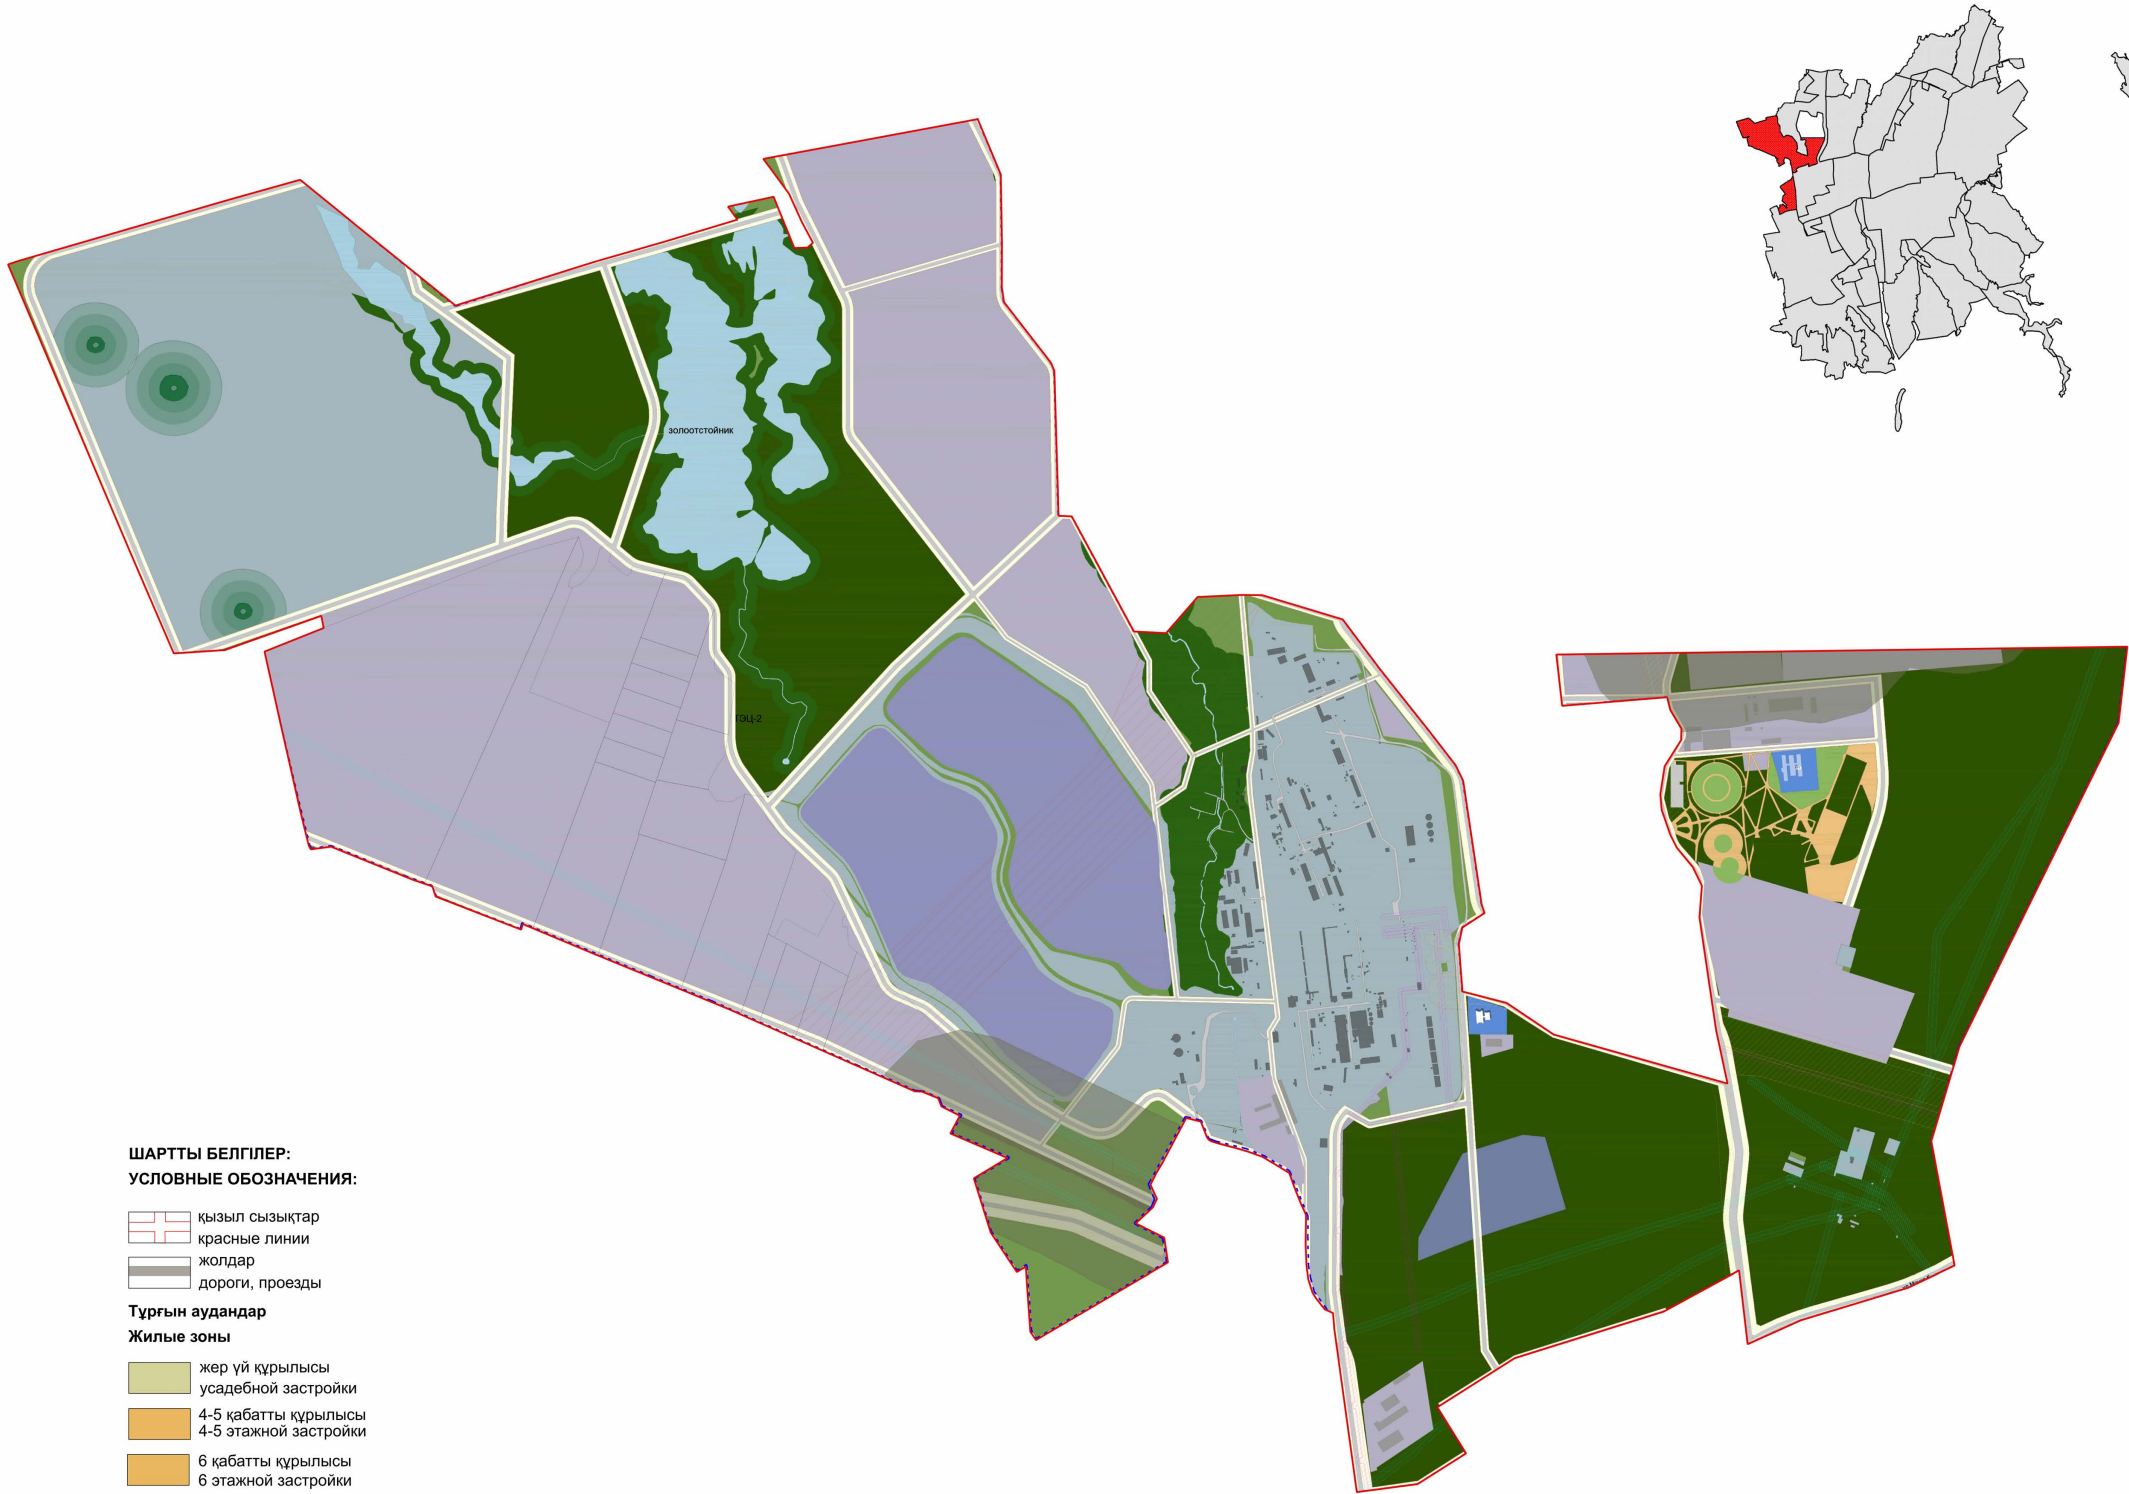 золоотстойник
ТЭЦ-2
ШАРТТЫ БЕЛГІЛЕР:
УСЛОВНЫЕ ОБОЗНАЧЕНИЯ:
қызыл сызықтар
красные линии
жолдар
дороги, проезды
Тұрғын аудандар
Жилые зоны
жер үй құрылысы
усадебной застройки
4-5 қабатты құрылысы
4-5 этажной застройки
6 қабатты құрылысы
6 этажной застройки